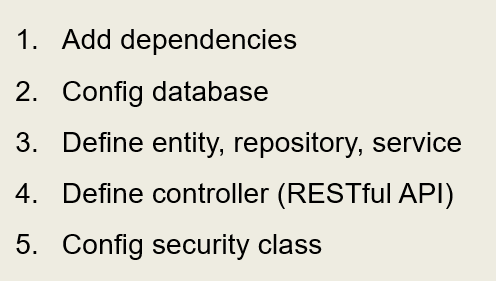 1. Add dependencies
2. Config database
3. Define entity, repository, service
4. Define controller (RESTful API)
5. Config security class